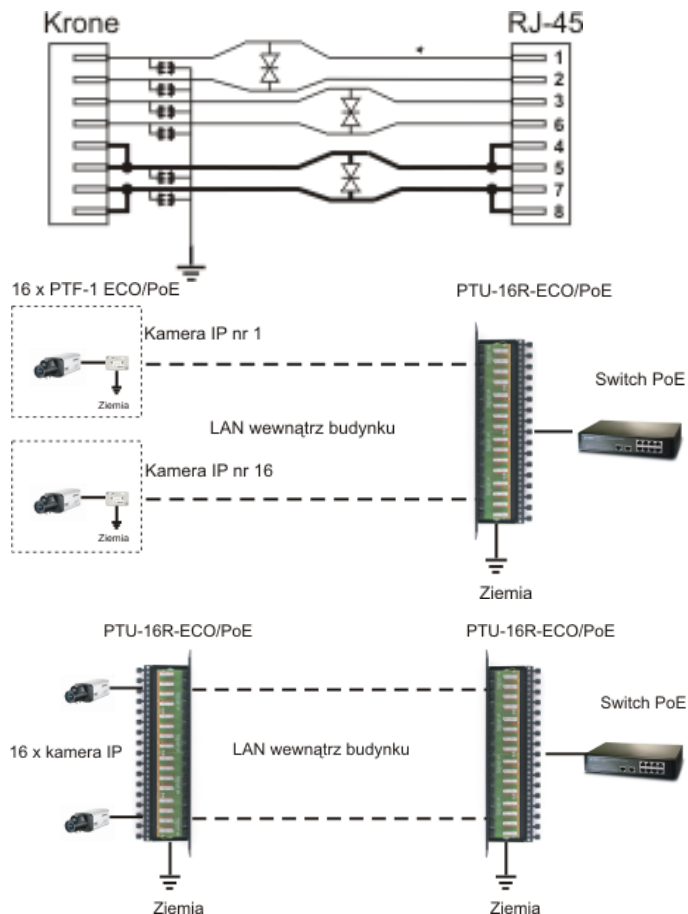 Krone RJ-45
1
2
3
6
4
5
7
8
16 x PTF-1 ECO/PoE
PTU-16R-ECO/PoE
Kamera IP nr 1
Switch PoE
Ziemia
LAN wewnątrz budynku
Kamera IP nr 16
Ziemia
Ziemia
PTU-16R-ECO/PoE PTU-16R-ECO/PoE
Switch PoE
16 x kamera IP
LAN wewnątrz budynku
Ziemia Ziemia